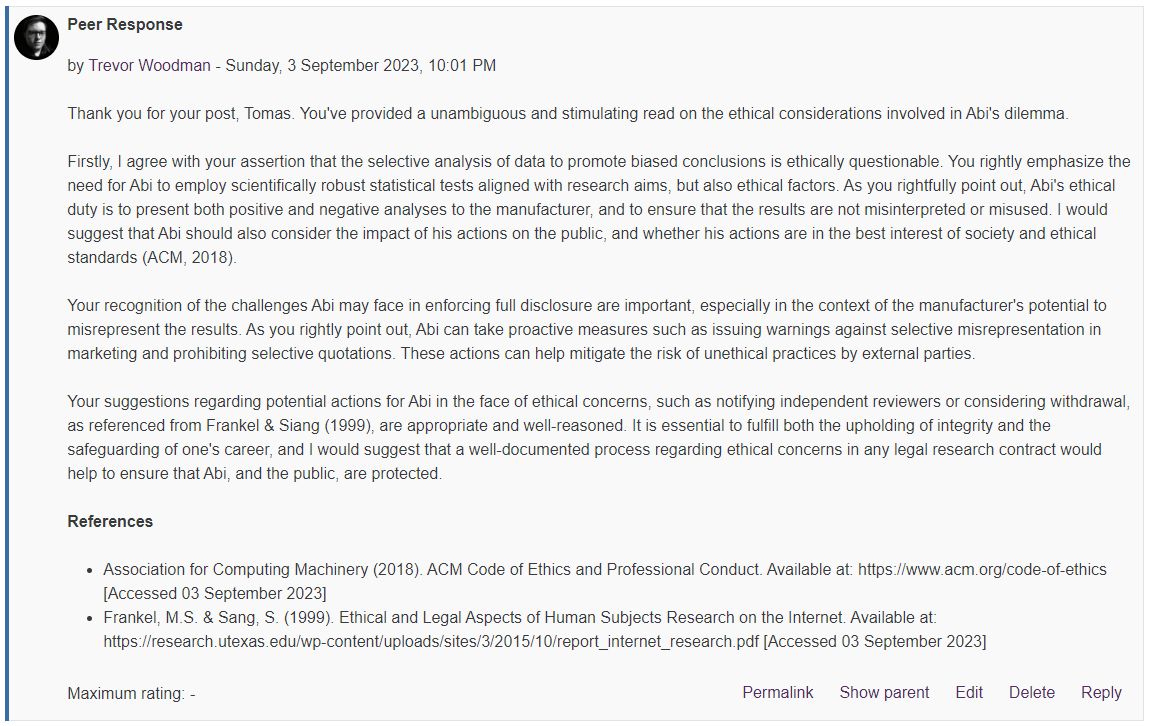 Peer Response
by Trevor Woodman - Sunday, 3 September 2023, 10:01 PM
Thank you for your post, Tomas. You've provided a unambiguous and stimulating read on the ethical considerations involved in Abi's dilemma.
Firstly, I agree with your assertion that the selective analysis of data to promote biased conclusions is ethically questionable. You rightly emphasize the
need for Abi to employ scientifically robust statistical tests aligned with research aims, but also ethical factors. As you rightfully point out, Abi's ethical
duty is to present both positive and negative analyses to the manufacturer, and to ensure that the results are not misinterpreted or misused. I would
suggest that Abi should also consider the impact of his actions on the public, and whether his actions are in the best interest of society and ethical
standards (ACM, 2018).
Your recognition of the challenges Abi may face in enforcing full disclosure are important, especially in the context of the manufacturer's potential to
misrepresent the results. As you rightly point out, Abi can take proactive measures such as issuing warnings against selective misrepresentation in
marketing and prohibiting selective quotations. These actions can help mitigate the risk of unethical practices by external parties.
Your suggestions regarding potential actions for Abi in the face of ethical concerns, such as notifying independent reviewers or considering withdrawal,
as referenced from Frankel & Siang (1999), are appropriate and well-reasoned. It is essential to fulfill both the upholding of integrity and the
safeguarding of one's career, and I would suggest that a well-documented process regarding ethical concerns in any legal research contract would
help to ensure that Abi, and the public, are protected.
References
• Association for Computing Machinery (2018). ACM Code of Ethics and Professional Conduct. Available at: https://www.acm.org/code-of-ethics
[Accessed 03 September 2023]
• Frankel, M.S. & Sang, S. (1999). Ethical and Legal Aspects of Human Subjects Research on the Internet. Available at:
https://research.utexas.edu/wp-content/uploads/sites/3/2015/10/report_internet_research.pdf [Accessed 03 September 2023]
Maximum rating: - Permalink Show parent Edit Delete Reply